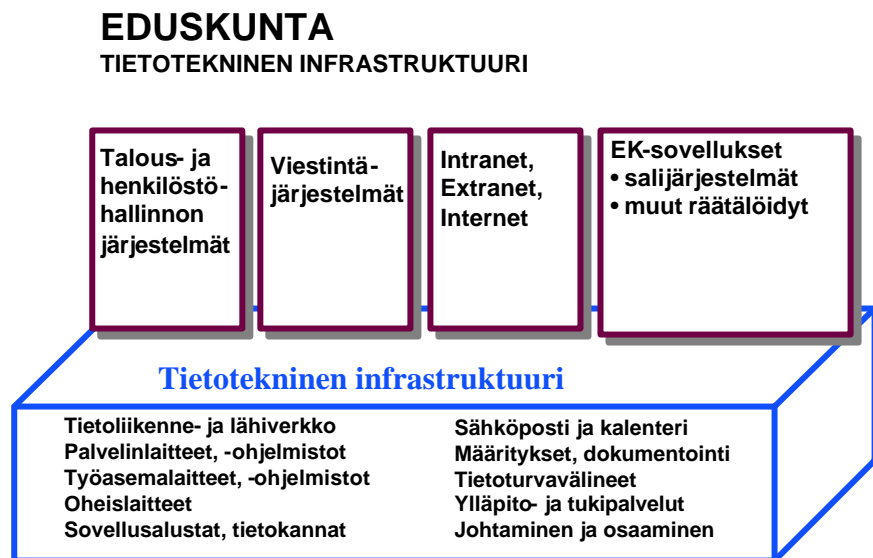 EDUSKUNTA
TIETOTEKNINEN INFRASTRUKTUURI
Talous- ja
henkilöstö-
hallinnon
järjestelmät
Viestintä-
järjestelmät
Intranet,
Extranet,
Internet
EK-sovellukset
• salijärjestelmät
• muut räätälöidyt
Tietotekninen infrastruktuuri
Tietoliikenne- ja lähiverkko
Palvelinlaitteet, -ohjelmistot
Työasemalaitteet, -ohjelmistot
Oheislaitteet
Sovellusalustat, tietokannat
Sähköposti ja kalenteri
Määritykset, dokumentointi
Tietoturvavälineet
Ylläpito- ja tukipalvelut
Johtaminen ja osaaminen